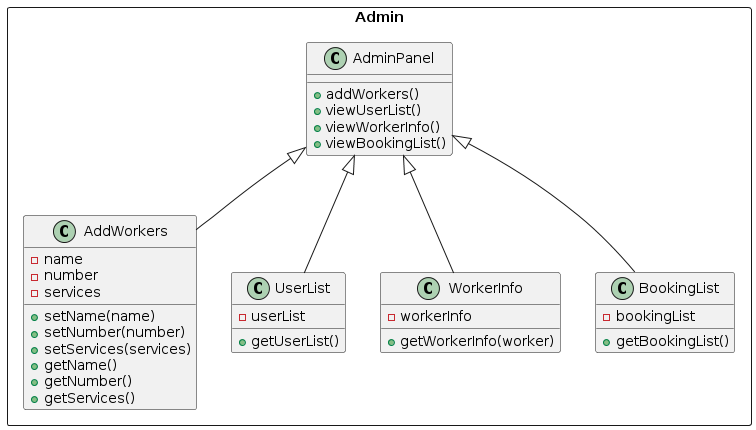 Admin
C AdminPanel
addWorkers()
viewUserList()
viewWorkerInfo()
viewBookingList()
C AddWorkers
name
number
services
setName(name)
setNumber(number)
setServices(services)
getName()
getNumber()
getServices()
C UserList
userList
getUserList()
C WorkerInfo
workerInfo
getWorkerInfo(worker)
C BookingList
bookingList
getBookingList()